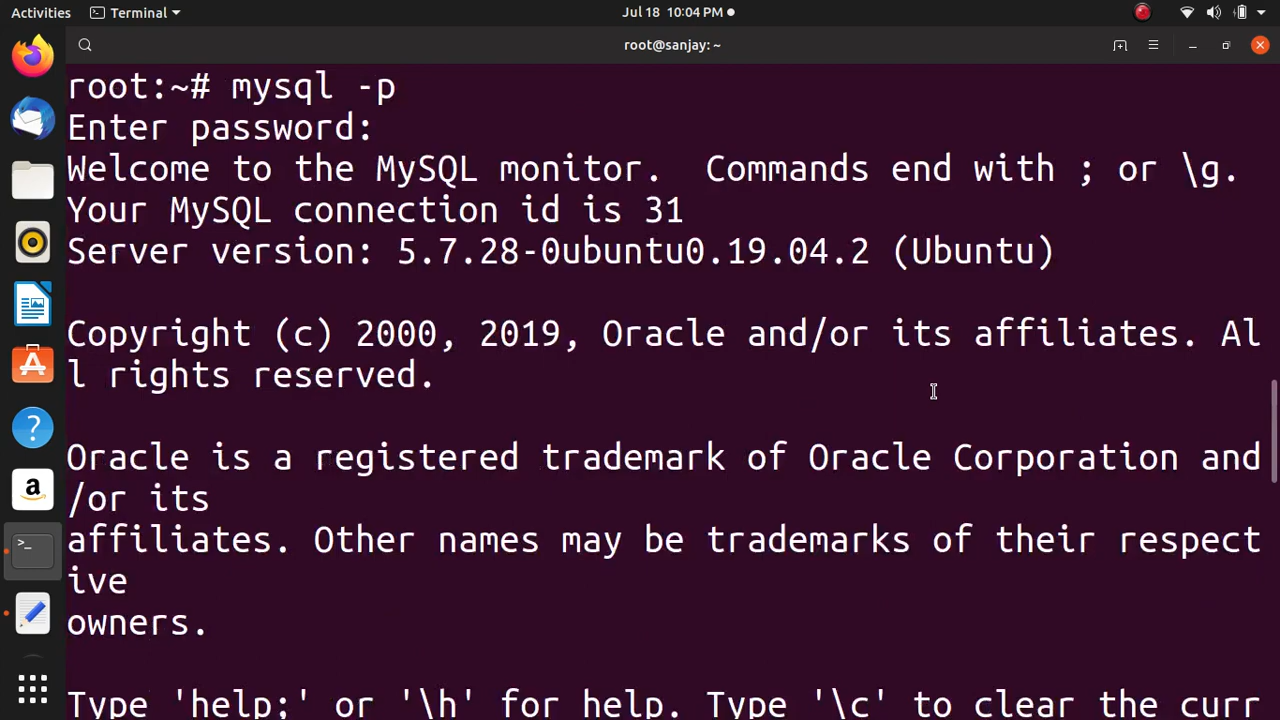 Activities Terminal Jul 18 10:04 PM
root@sanjay: ~
root:~# mysql -p
Enter password:
Welcome to the MySQL monitor.  Commands end with ; or \g.
Your MySQL connection id is 31
Server version: 5.7.28-0ubuntu0.19.04.2 (Ubuntu)
Copyright (c) 2000, 2019, Oracle and/or its affiliates. Al
l rights reserved.
Oracle is a registered trademark of Oracle Corporation and
/or its
affiliates. Other names may be trademarks of their respect
ive
owners.
Type 'help;' or '\h' for help. Type '\c' to clear the curr